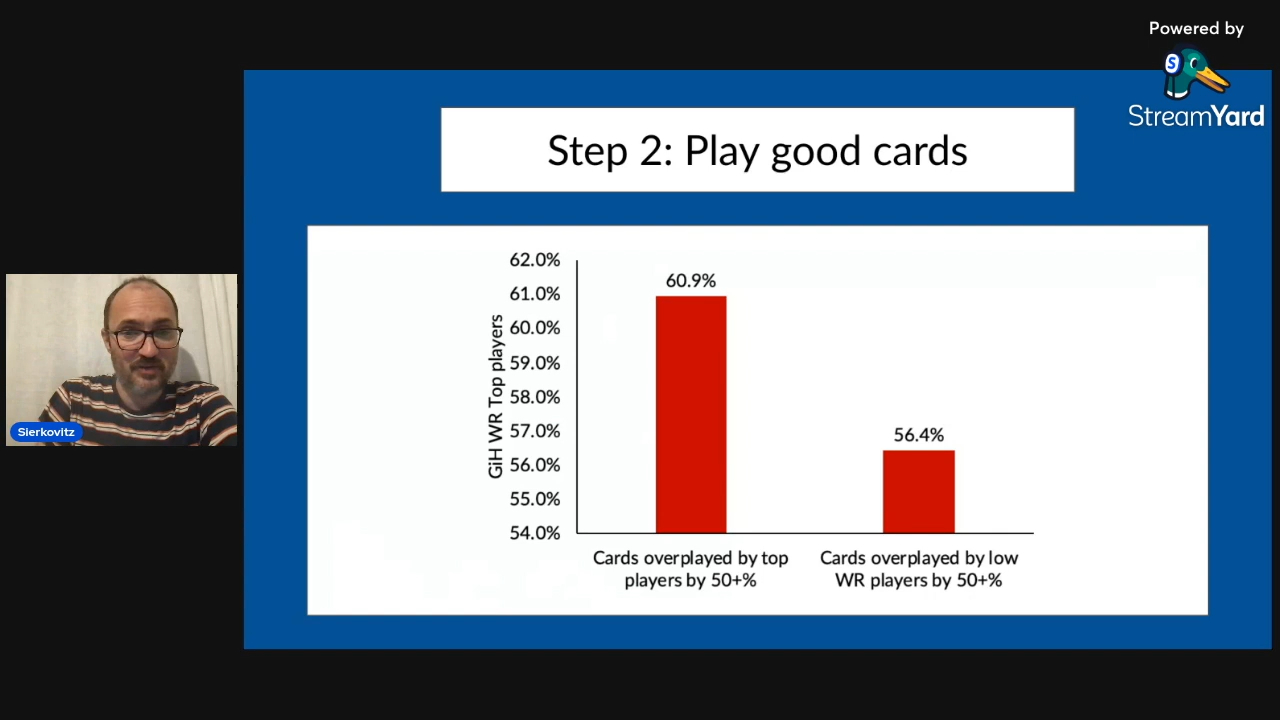 Powered by
StreamYard
Step 2: Play good cards
GiH WR Top players
62.0%
61.0%
60.0%
59.0%
58.0%
57.0%
56.0%
55.0%
54.0%
60.9%
56.4%
Cards overplayed by top
players by 50+%
Cards overplayed by low
WR players by 50+%
Sierkovitz